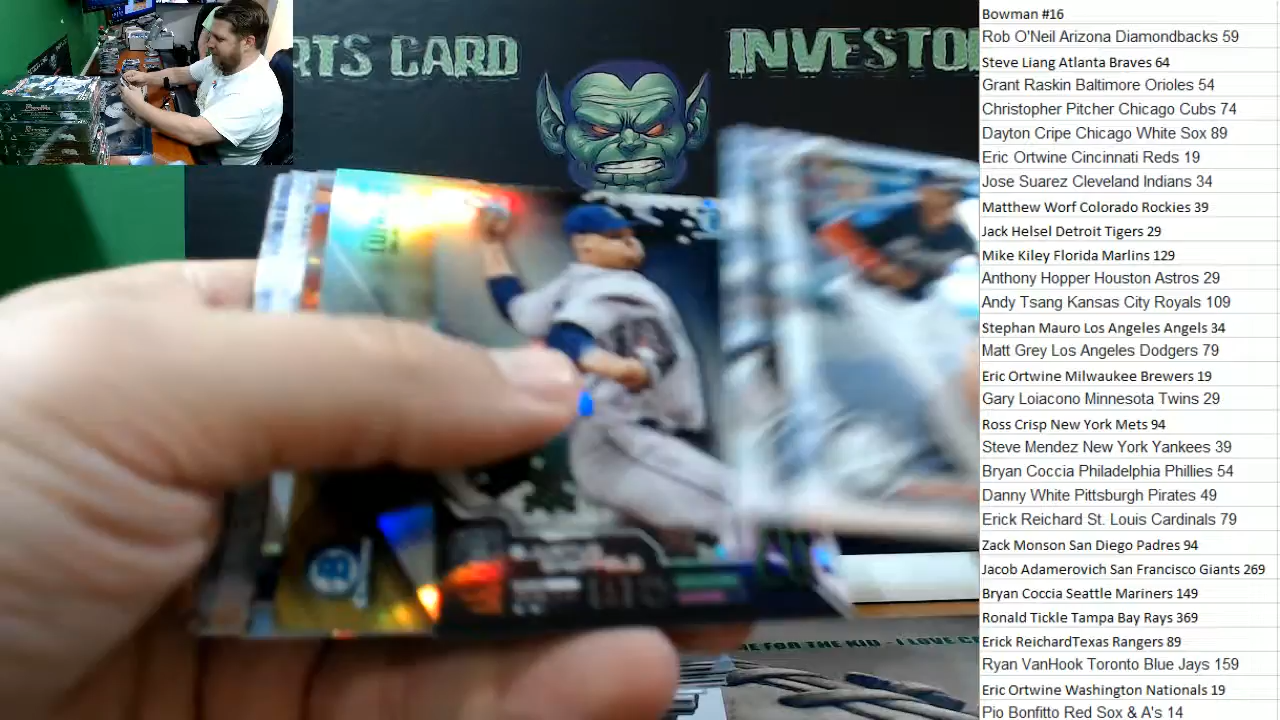 RTS CARD
INVESTO
Bowman #16
Rob O'Neil Arizona Diamondbacks 59
Steve Liang Atlanta Braves 64
Grant Raskin Baltimore Orioles 54
Christopher Pitcher Chicago Cubs 74
Dayton Cripe Chicago White Sox 89
Eric Ortwine Cincinnati Reds 19
Jose Suarez Cleveland Indians 34
Matthew Worf Colorado Rockies 39
Jack Helsel Detroit Tigers 29
Mike Kiley Florida Marlins 129
Anthony Hopper Houston Astros 29
Andy Tsang Kansas City Royals 109
Stephan Mauro Los Angeles Angels 34
Matt Grey Los Angeles Dodgers 79
Eric Ortwine Milwaukee Brewers 19
Gary Loiacono Minnesota Twins 29
Ross Crisp New York Mets 94
Steve Mendez New York Yankees 39
Bryan Coccia Philadelphia Phillies 54
Danny White Pittsburgh Pirates 49
Erick Reichard St. Louis Cardinals 79
Zack Monson San Diego Padres 94
Jacob Adamerovich San Francisco Giants 269
Bryan Coccia Seattle Mariners 149
Ronald Tickle Tampa Bay Rays 369
Erick ReichardTexas Rangers 89
Ryan VanHook Toronto Blue Jays 159
Eric Ortwine Washington Nationals 19
Pio Bonfitto Red Sox & A's 14
FOR THE KID - I LOVE